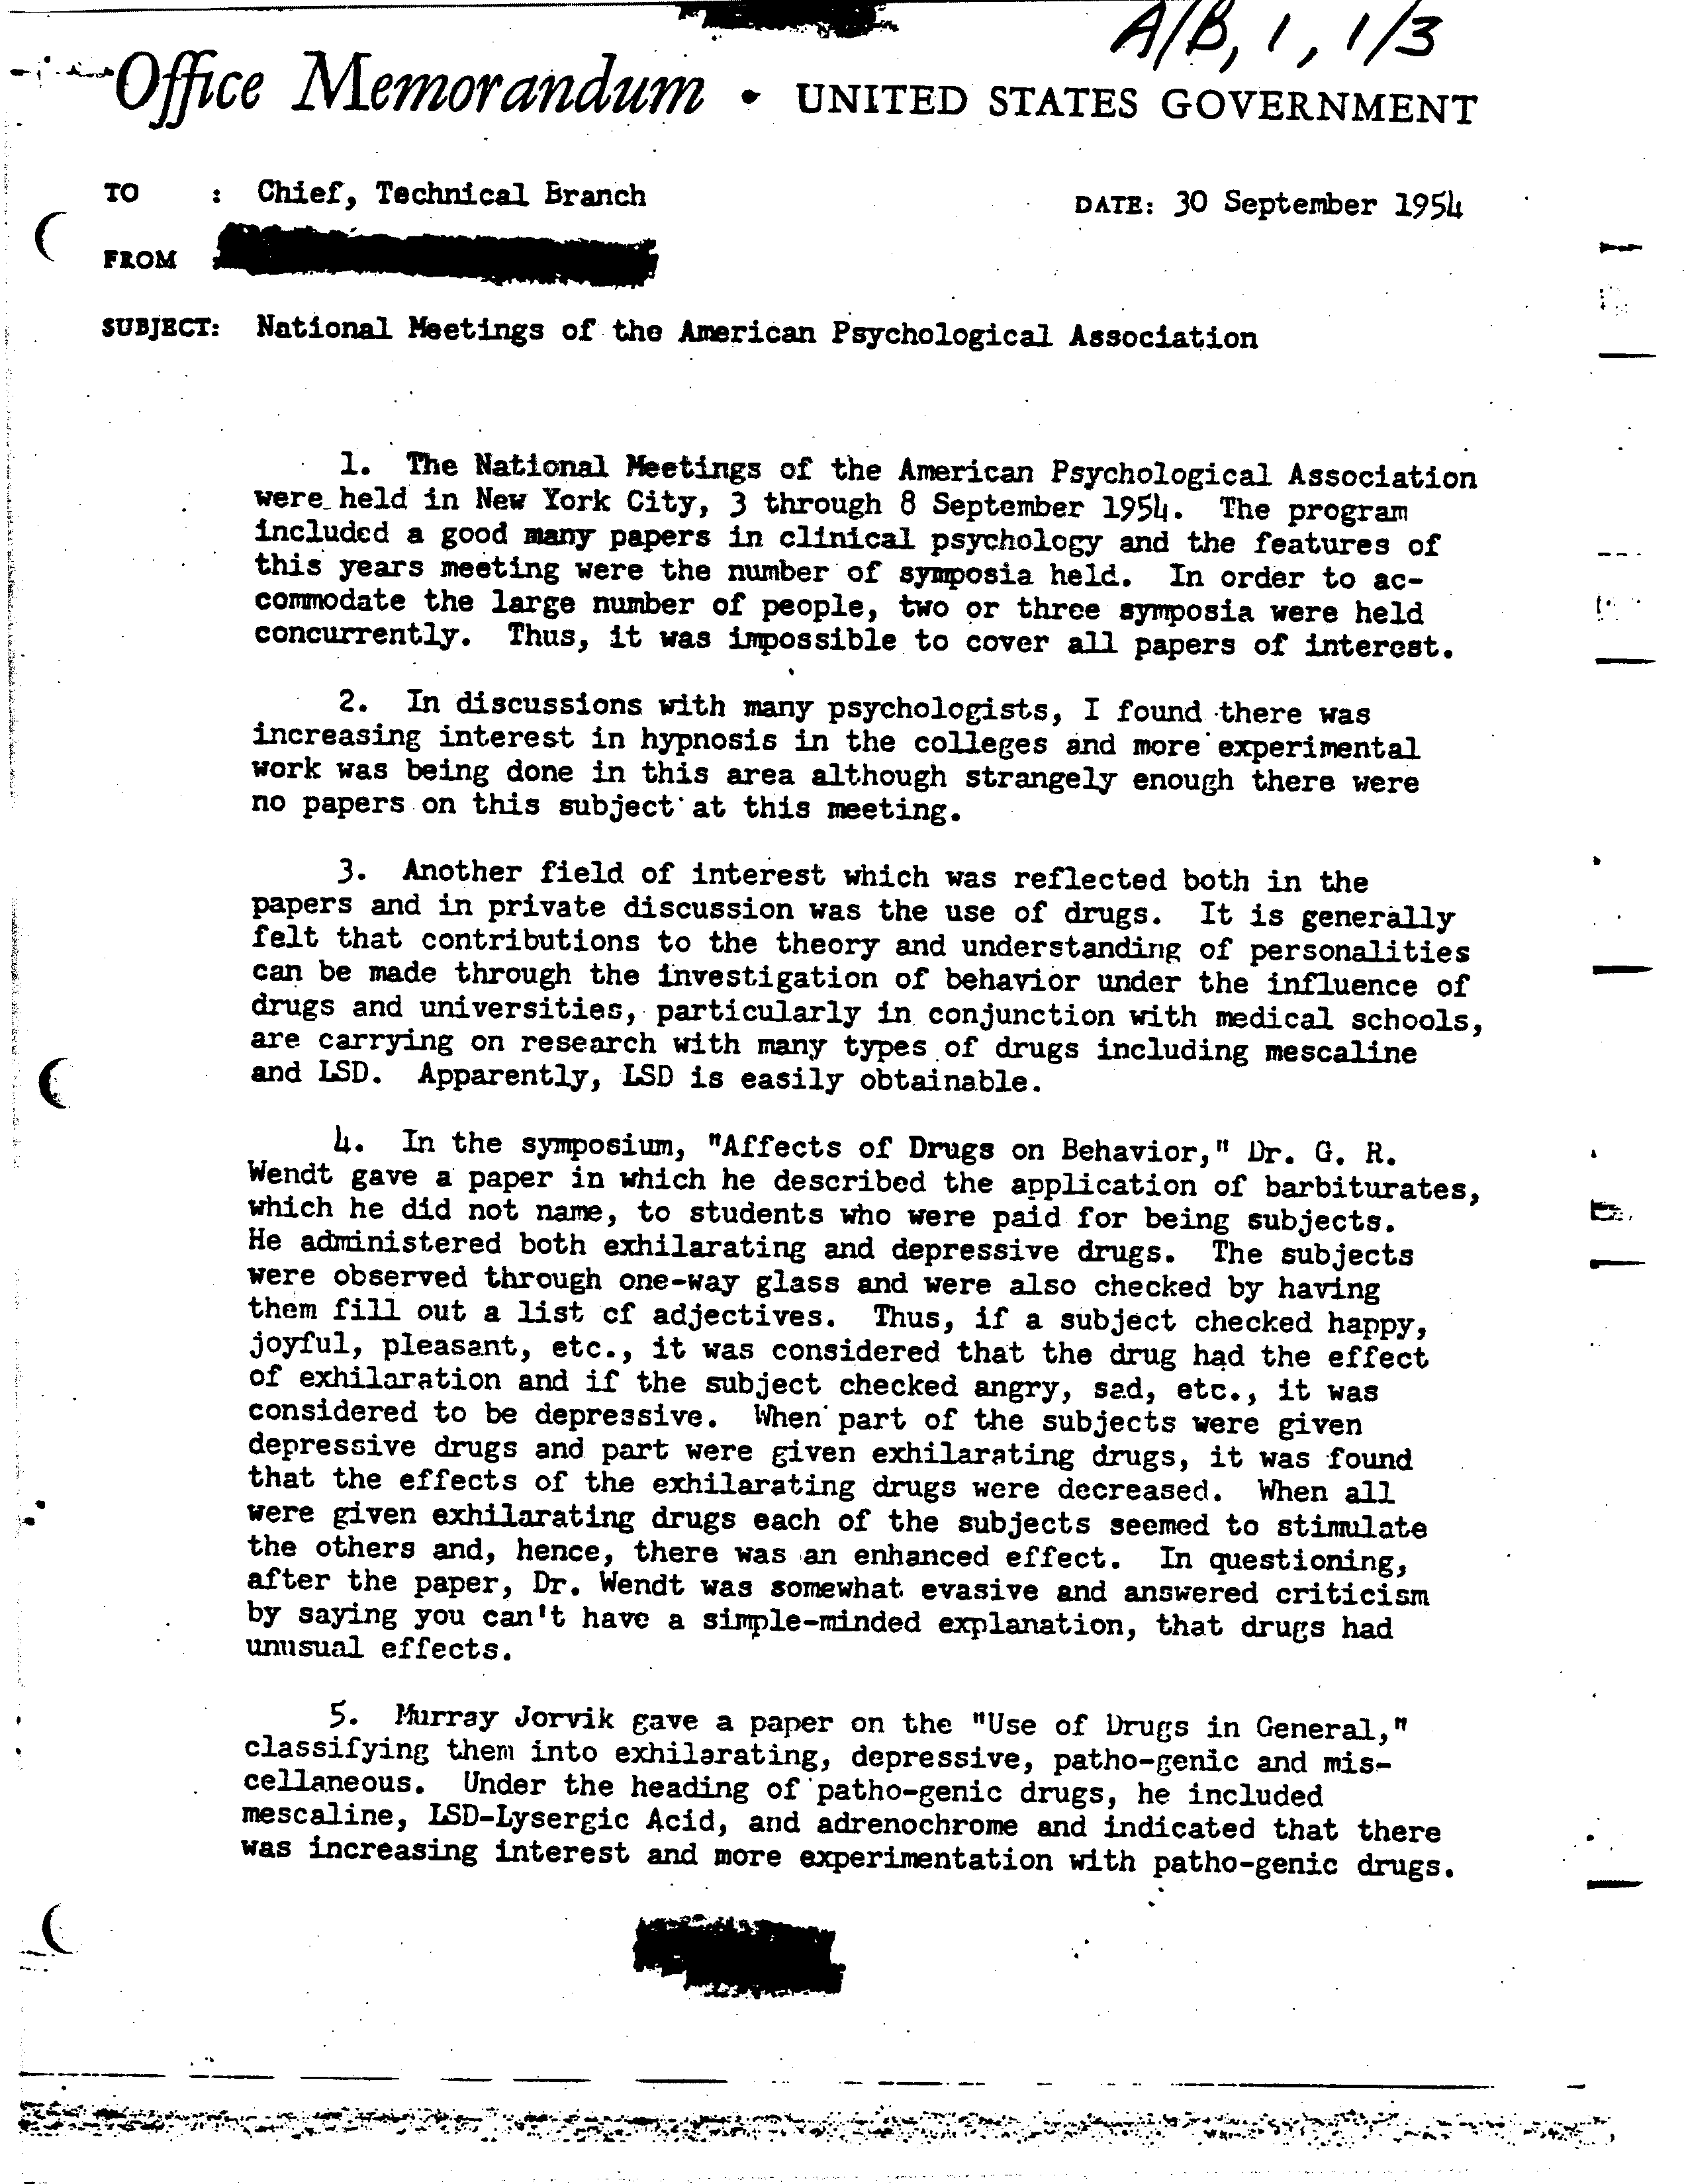 A/B, 1, 1/3
Office Memorandum • UNITED STATES GOVERNMENT
TO : Chief, Technical Branch
DATE: 30 September 1954
FROM
SUBJECT: National Meetings of the American Psychological Association
1. The National Meetings of the American Psychological Association
were held in New York City, 3 through 8 September 1954. The program
included a good many papers in clinical psychology and the features of
this years meeting were the number of symposia held. In order to ac-
commodate the large number of people, two or three symposia were held
concurrently. Thus, it was impossible to cover all papers of interest.
2. In discussions with many psychologists, I found there was
increasing interest in hypnosis in the colleges and more experimental
work was being done in this area although strangely enough there were
no papers on this subject at this meeting.
3. Another field of interest which was reflected both in the
papers and in private discussion was the use of drugs. It is generally
felt that contributions to the theory and understanding of personalities
can be made through the investigation of behavior under the influence of
drugs and universities, particularly in conjunction with medical schools,
are carrying on research with many types of drugs including mescaline
and LSD. Apparently, LSD is easily obtainable.
4. In the symposium, "Affects of Drugs on Behavior," Dr. G. R.
Wendt gave a paper in which he described the application of barbiturates,
which he did not name, to students who were paid for being subjects.
He administered both exhilarating and depressive drugs. The subjects
were observed through one-way glass and were also checked by having
them fill out a list of adjectives. Thus, if a subject checked happy,
joyful, pleasant, etc., it was considered that the drug had the effect
of exhilaration and if the subject checked angry, sad, etc., it was
considered to be depressive. When part of the subjects were given
depressive drugs and part were given exhilarating drugs, it was found
that the effects of the exhilarating drugs were decreased. When all
were given exhilarating drugs each of the subjects seemed to stimulate
the others and, hence, there was an enhanced effect. In questioning,
after the paper, Dr. Wendt was somewhat evasive and answered criticism
by saying you can't have a simple-minded explanation, that drugs had
unusual effects.
5. Murray Jorvik gave a paper on the "Use of Drugs in General,"
classifying them into exhilarating, depressive, patho-genic and mis-
cellaneous. Under the heading of patho-genic drugs, he included
mescaline, LSD-Lysergic Acid, and adrenochrome and indicated that there
was increasing interest and more experimentation with patho-genic drugs.